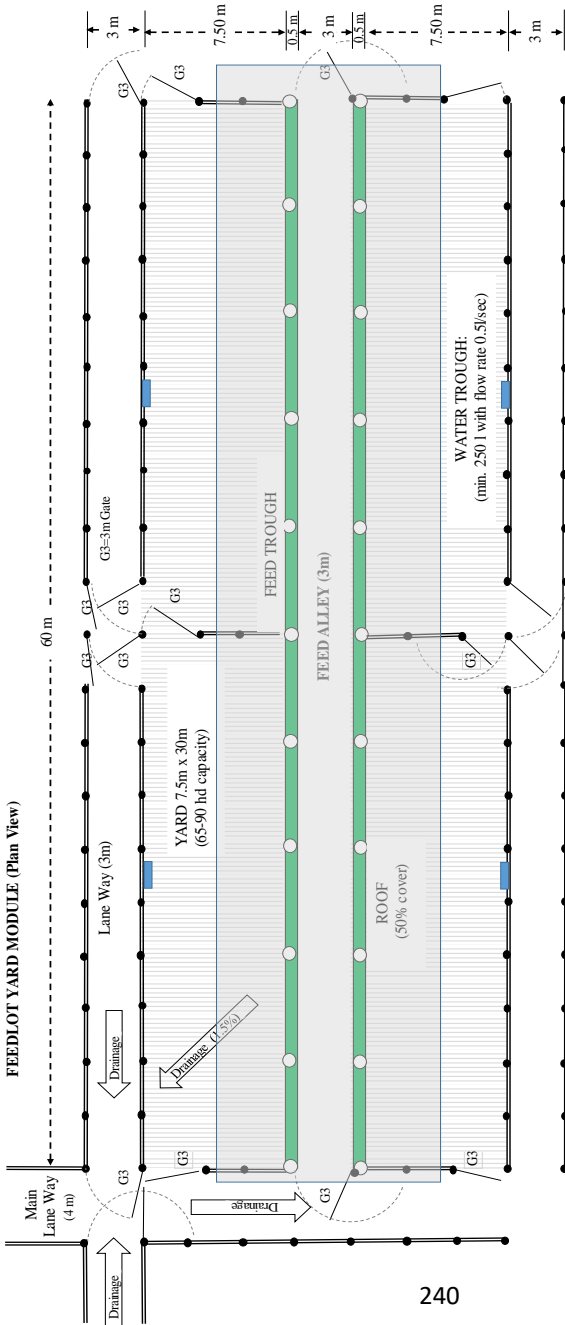 FEEDLOT YARD MODULE (Plan View)
60 m
3 m
7.50 m
0.5 m
3 m
0.5 m
7.50 m
3 m
Main
Lane Way
(4 m)
Lane Way (3m)
G3=3m Gate
G3
G3
G3
G3
G3
G3
G3
G3
G3
G3
G3
Drainage
Drainage
Drainage (1.5%)
Drainage
YARD 7.5m x 30m
(65-90 hd capacity)
FEED TROUGH
FEED ALLEY (3m)
ROOF
(50% cover)
WATER TROUGH:
(min. 250 l with flow rate 0.5l/sec)
240